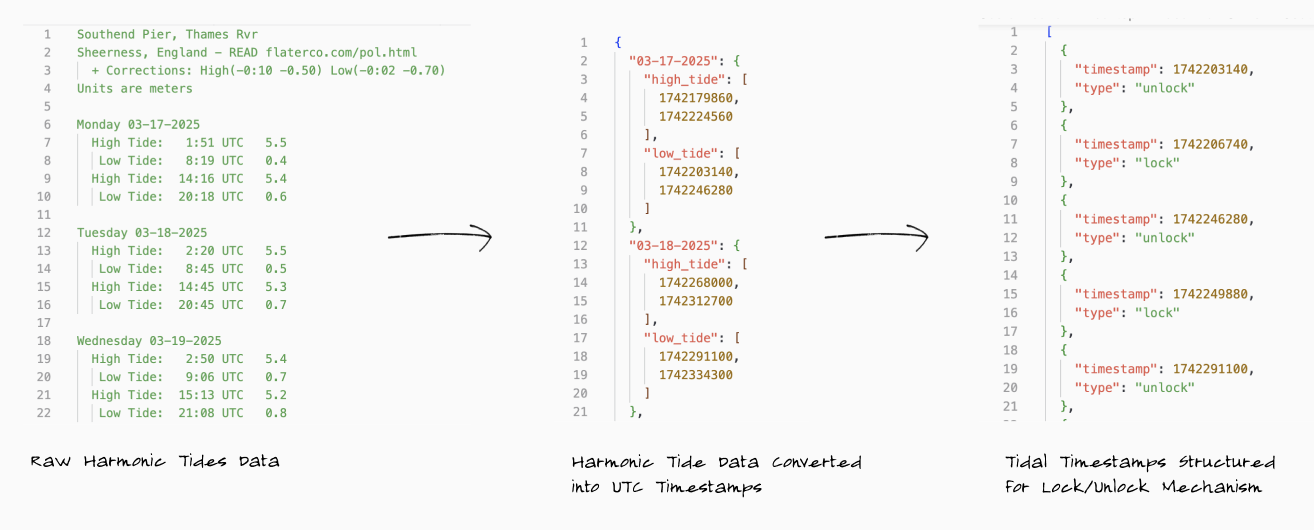 1 Southend Pier, Thames Rvr
2 Sheerness, England – READ flaterco.com/pol.html
3 + Corrections: High(-0:10 -0.50) Low(-0:02 -0.70)
4 Units are meters
5
6 Monday 03-17-2025
7 High Tide: 1:51 UTC 5.5
8 Low Tide: 8:19 UTC 0.4
9 High Tide: 14:16 UTC 5.4
10 Low Tide: 20:18 UTC 0.6
11
12 Tuesday 03-18-2025
13 High Tide: 2:20 UTC 5.5
14 Low Tide: 8:45 UTC 0.5
15 High Tide: 14:45 UTC 5.3
16 Low Tide: 20:45 UTC 0.7
17
18 Wednesday 03-19-2025
19 High Tide: 2:50 UTC 5.4
20 Low Tide: 9:06 UTC 0.7
21 High Tide: 15:13 UTC 5.2
22 Low Tide: 21:08 UTC 0.8
Raw Harmonic Tides Data
1 {
2 "03-17-2025": {
3 "high_tide": [
4 1742179860,
5 1742224560
6 ],
7 "low_tide": [
8 1742203140,
9 1742246280
10 ]
11 },
12 "03-18-2025": {
13 "high_tide": [
14 1742268000,
15 1742312700
16 ],
17 "low_tide": [
18 1742291100,
19 1742334300
20 ]
21 },
Harmonic Tide Data Converted
into UTC Timestamps
1 [
2 {
3 "timestamp": 1742203140,
4 "type": "unlock"
5 },
6 {
7 "timestamp": 1742206740,
8 "type": "lock"
9 },
10 {
11 "timestamp": 1742246280,
12 "type": "unlock"
13 },
14 {
15 "timestamp": 1742249880,
16 "type": "lock"
17 },
18 {
19 "timestamp": 1742291100,
20 "type": "unlock"
21 },
Tidal Timestamps Structured
for Lock/Unlock Mechanism